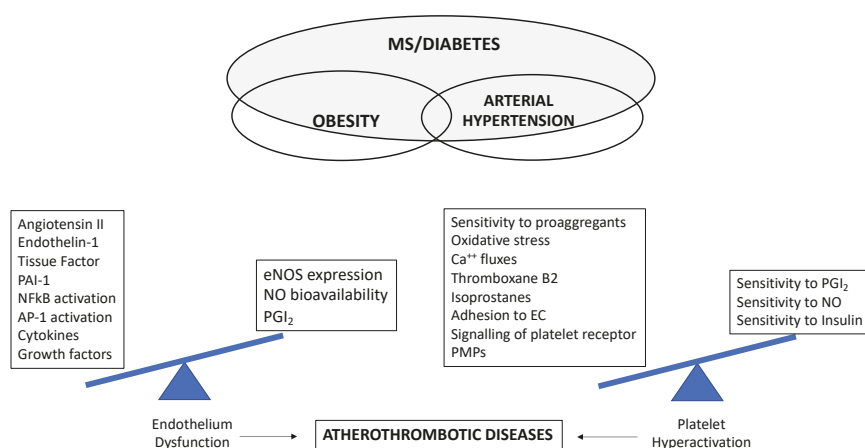 MS/DIABETES
OBESITY
ARTERIAL
HYPERTENSION
Angiotensin II
Endothelin-1
Tissue Factor
PAI-1
NFkB activation
AP-1 activation
Cytokines
Growth factors
eNOS expression
NO bioavailability
PGI₂
Sensitivity to proaggregants
Oxidative stress
Ca⁺⁺ fluxes
Thromboxane B2
Isoprostanes
Adhesion to EC
Signalling of platelet receptor
PMPs
Sensitivity to PGI₂
Sensitivity to NO
Sensitivity to Insulin
Endothelium
Dysfunction
ATHEROTHROMBOTIC DISEASES
Platelet
Hyperactivation